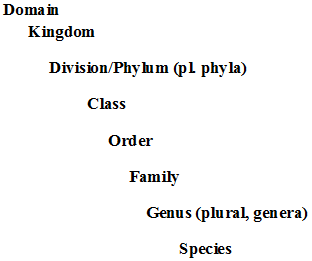 Domain
Kingdom
Division/Phylum (pl. phyla)
Class
Order
Family
Genus (plural, genera)
Species